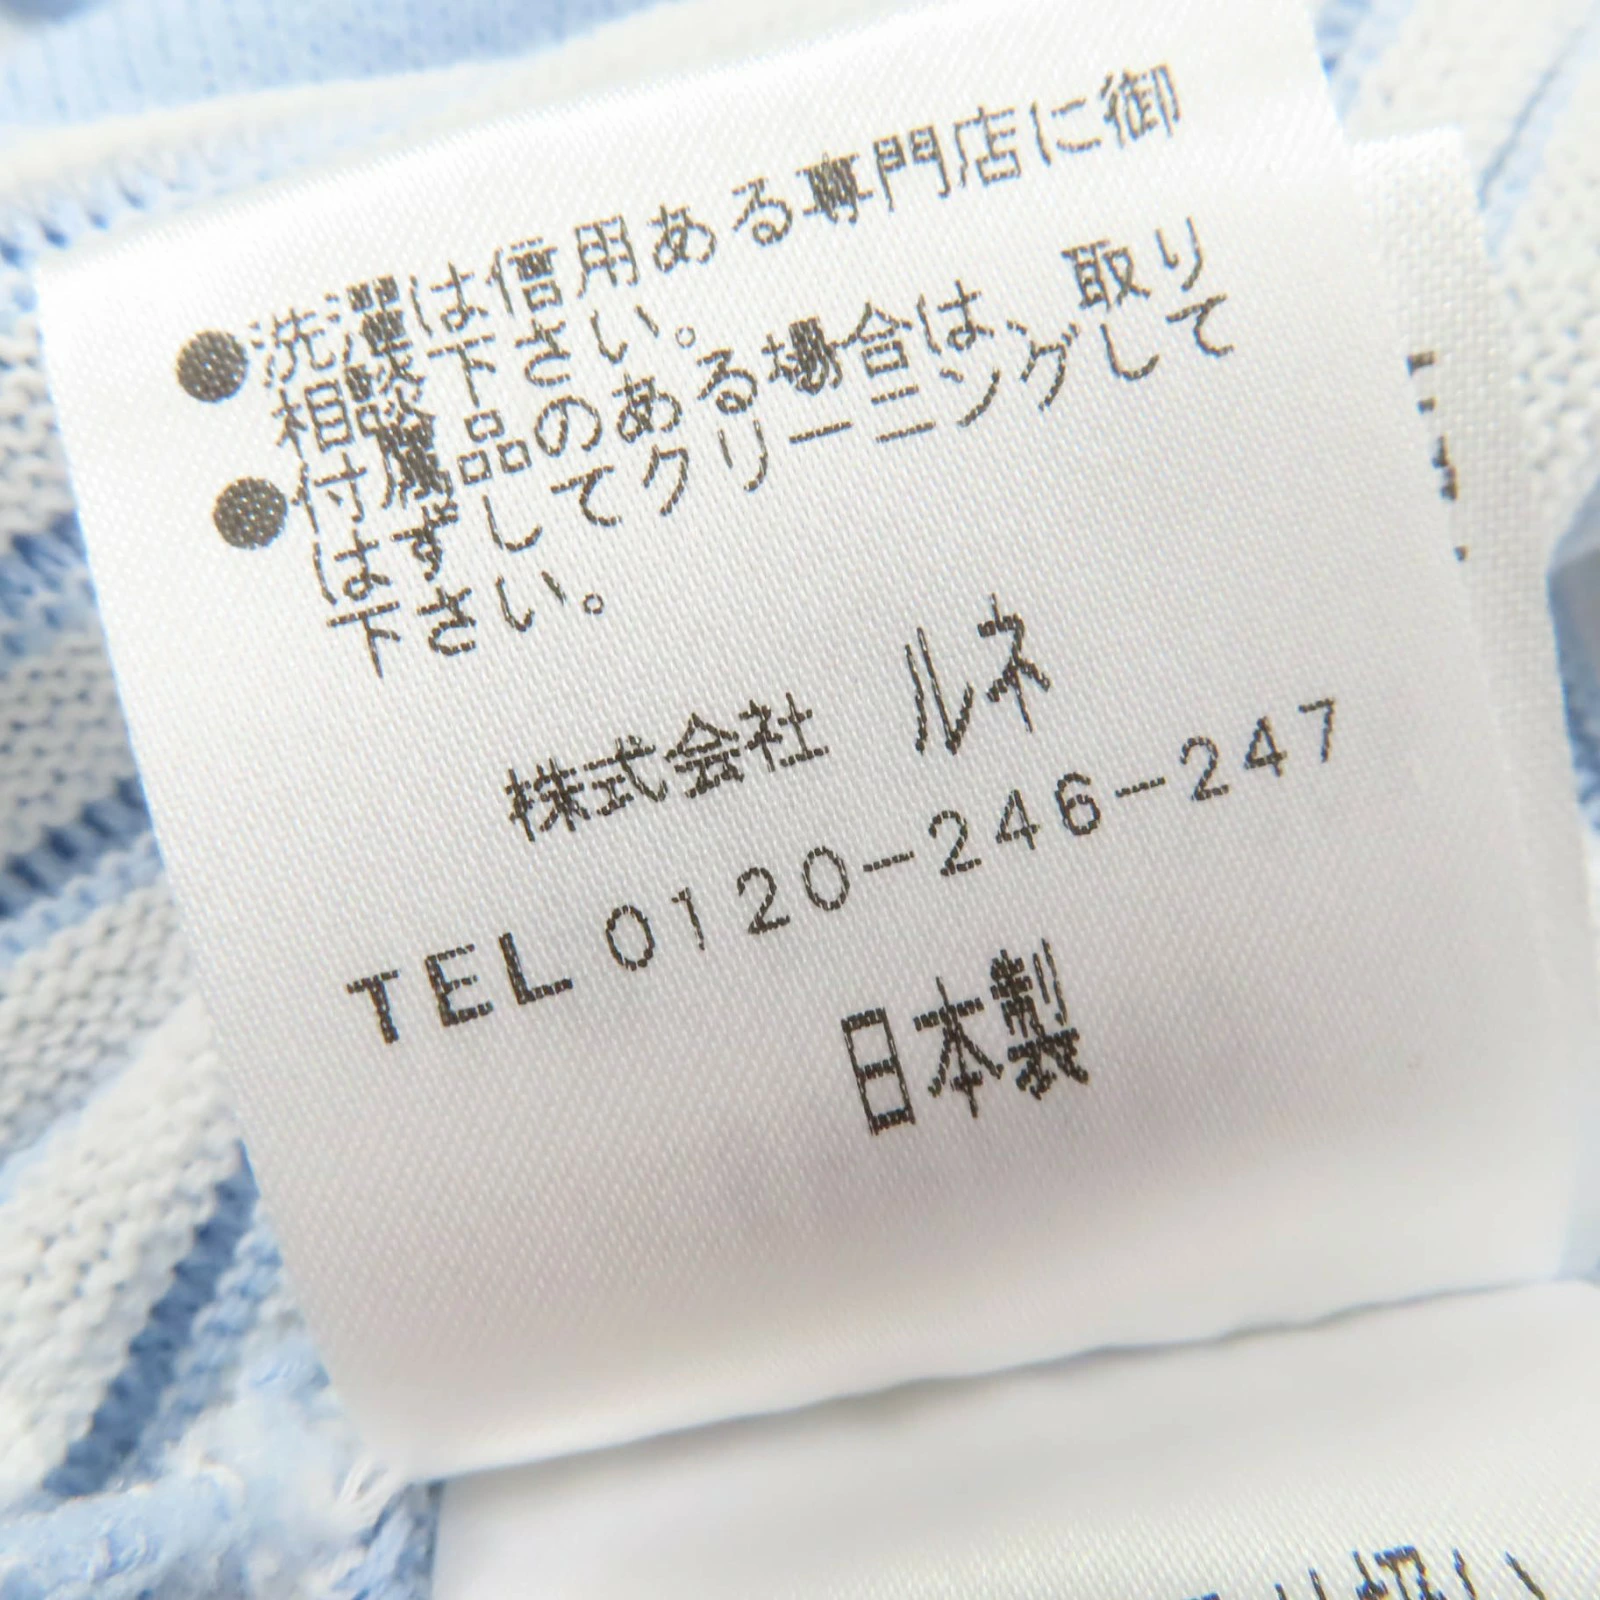 ●洗濯は信用ある専門店に御
相談下さい。
●付属品のある場合は、取り
はずしてクリーニングして
下さい。
株式会社 ルネ
TEL 0120-246-247
日本製